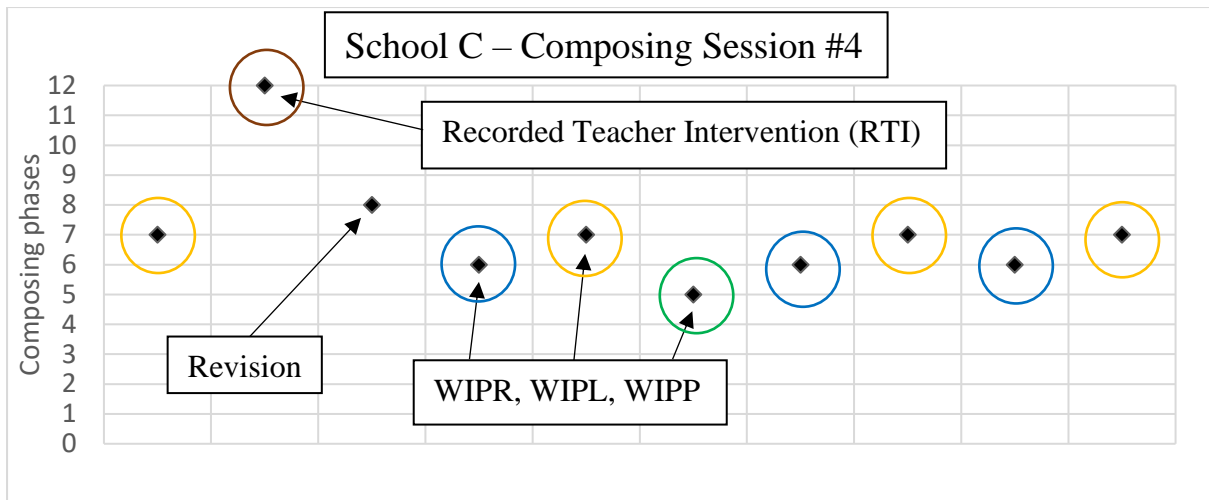 School C – Composing Session #4
Composing phases
12
11
10
9
8
7
6
5
4
3
2
1
0
Recorded Teacher Intervention (RTI)
Revision
WIPR, WIPL, WIPP